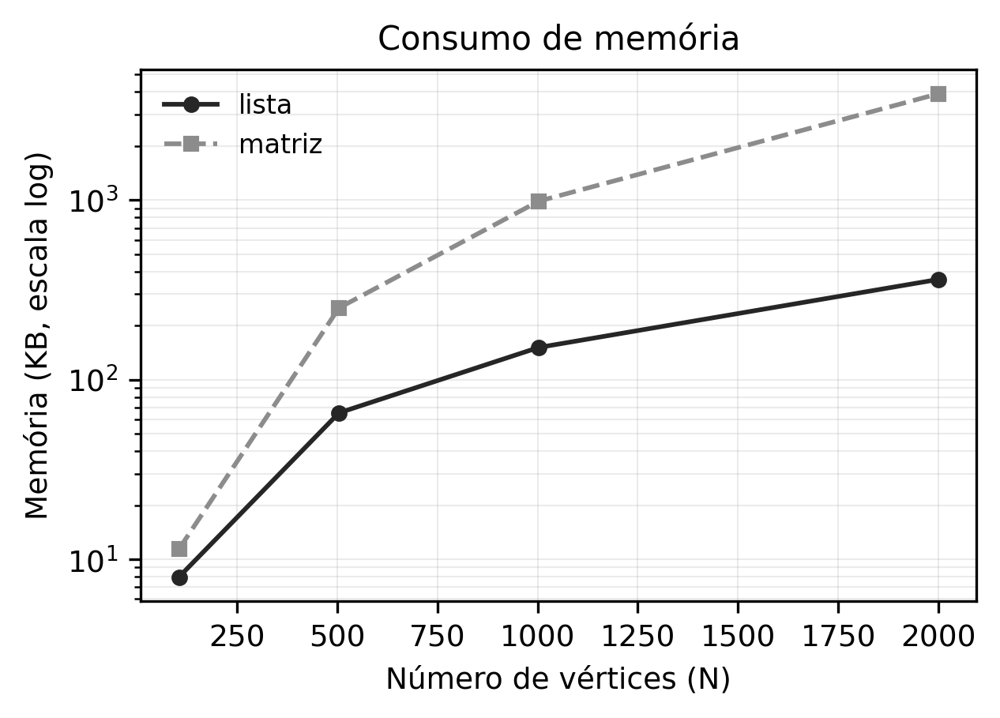 Consumo de memória
lista
matriz
Memória (KB, escala log)
10³
10²
10¹
250 500 750 1000 1250 1500 1750 2000
Número de vértices (N)